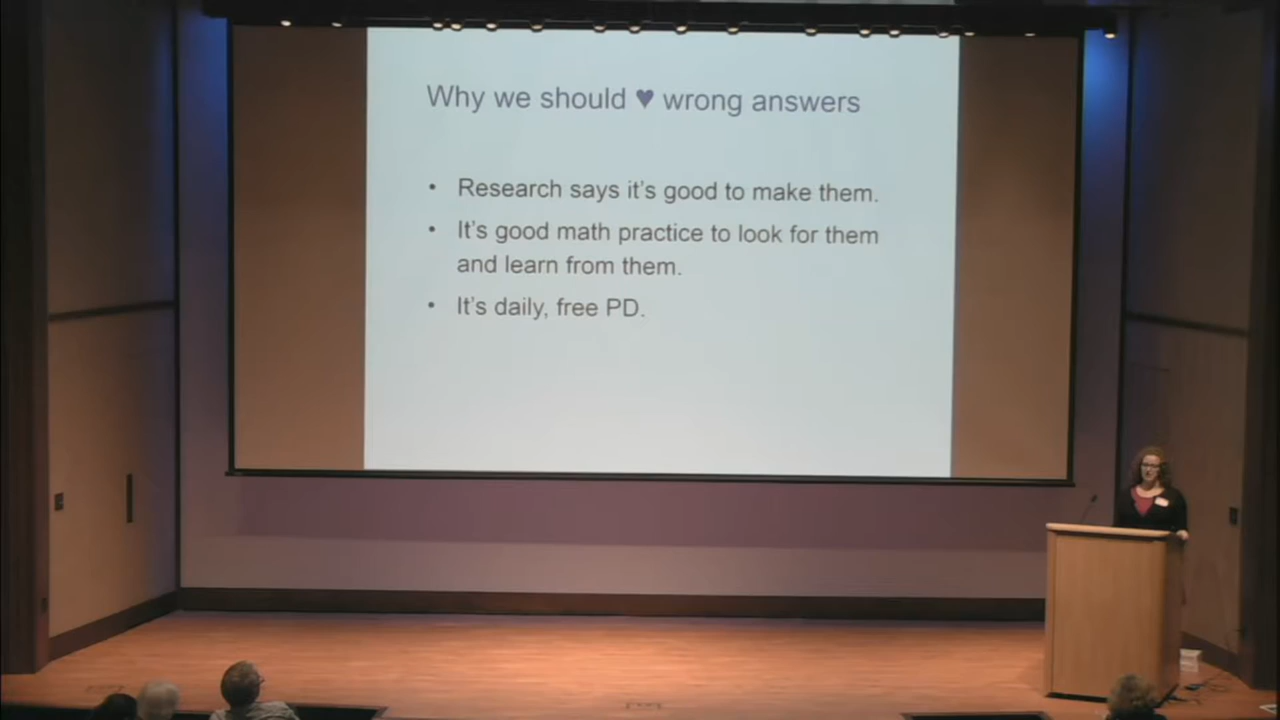 Why we should ♥ wrong answers
• Research says it's good to make them.
• It's good math practice to look for them
and learn from them.
• It's daily, free PD.